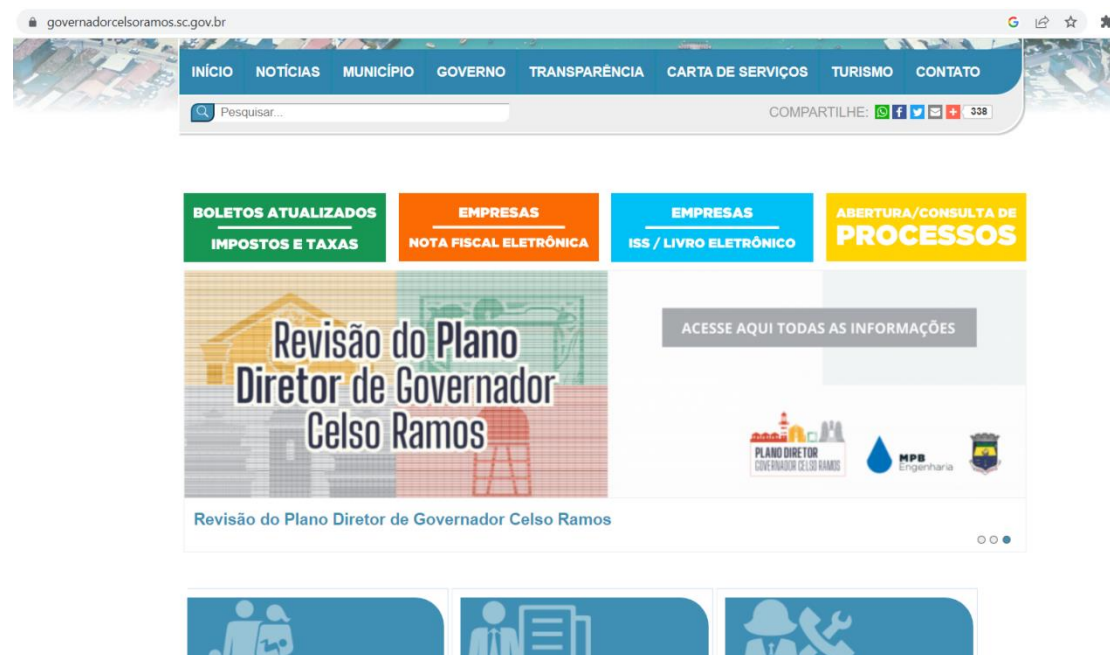 governadorcelsoramos.sc.gov.br
INÍCIO NOTÍCIAS MUNICÍPIO GOVERNO TRANSPARÊNCIA CARTA DE SERVIÇOS TURISMO CONTATO
Pesquisar...
COMPARTILHE: 338
BOLETOS ATUALIZADOS
IMPOSTOS E TAXAS
EMPRESAS
NOTA FISCAL ELETRÔNICA
EMPRESAS
ISS / LIVRO ELETRÔNICO
ABERTURA/CONSULTA DE
PROCESSOS
Revisão do Plano
Diretor de Governador
Celso Ramos
ACESSE AQUI TODAS AS INFORMAÇÕES
PLANO DIRETOR
GOVERNADOR CELSO RAMOS
MPB
Engenharia
Revisão do Plano Diretor de Governador Celso Ramos